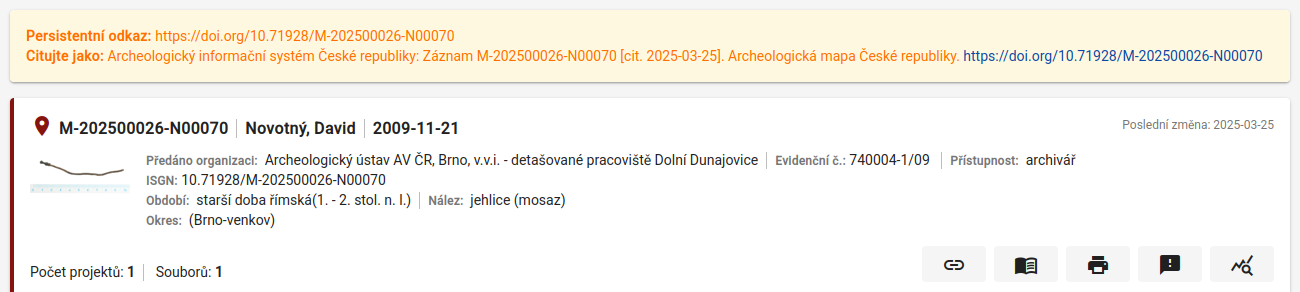 Persistentní odkaz: https://doi.org/10.71928/M-202500026-N00070
Citujte jako: Archeologický informační systém České republiky: Záznam M-202500026-N00070 [cit. 2025-03-25]. Archeologická mapa České republiky. https://doi.org/10.71928/M-202500026-N00070
M-202500026-N00070 Novotný, David 2009-11-21
Poslední změna: 2025-03-25
Předáno organizaci: Archeologický ústav AV ČR, Brno, v.v.i. - detašované pracoviště Dolní Dunajovice Evidenční č.: 740004-1/09 Přístupnost: archivář
ISGN: 10.71928/M-202500026-N00070
Období: starší doba římská(1. - 2. stol. n. l.) Nález: jehlice (mosaz)
Okres: (Brno-venkov)
Počet projektů: 1 Souborů: 1